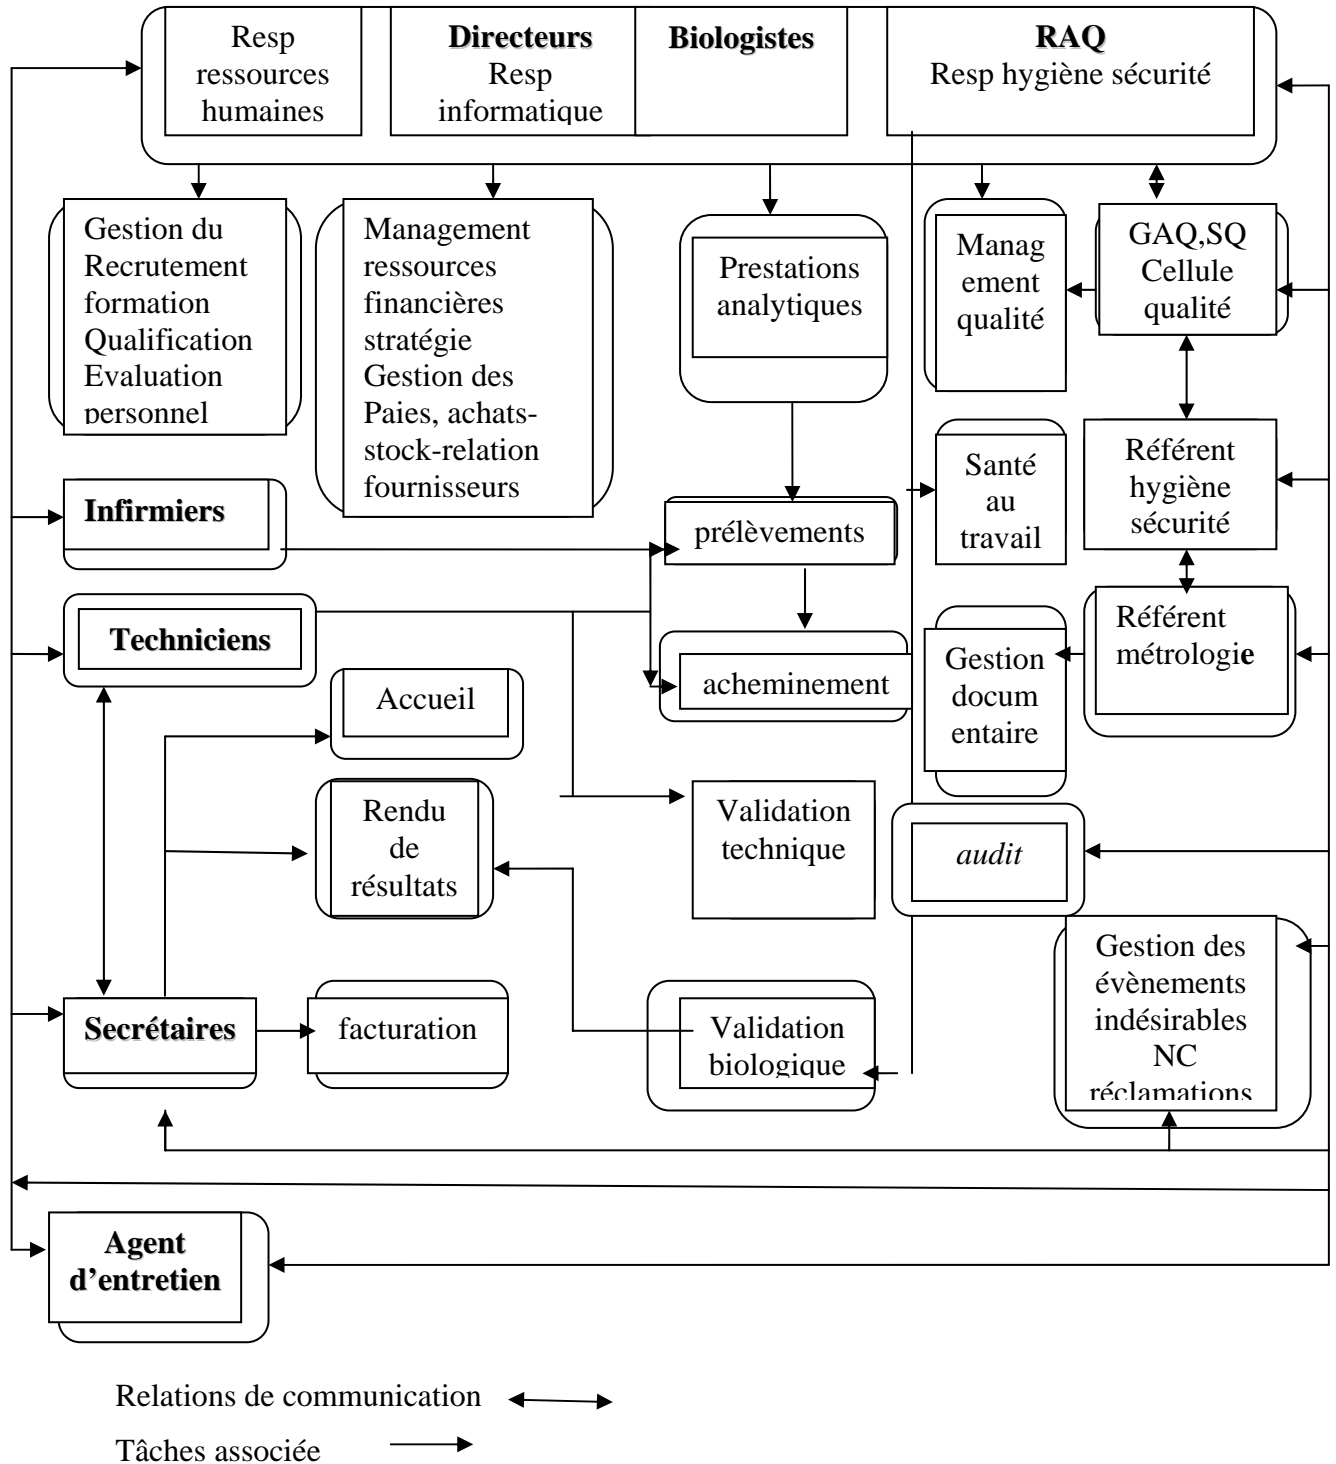 Resp
ressources
humaines
Directeurs
Resp
informatique
Biologistes
RAQ
Resp hygiène sécurité
Gestion du
Recrutement
formation
Qualification
Evaluation
personnel
Management
ressources
financières
stratégie
Gestion des
Paies, achats-
stock-relation
fournisseurs
Prestations
analytiques
Manag
ement
qualité
GAQ,SQ
Cellule
qualité
Infirmiers
prélèvements
Santé
au
travail
Référent
hygiène
sécurité
Techniciens
Accueil
acheminement
Gestion
docum
entaire
Référent
métrologie
Rendu
de
résultats
Validation
technique
audit
Secrétaires
facturation
Validation
biologique
Gestion des
évènements
indésirables
NC
réclamations
Agent
d’entretien
Relations de communication
Tâches associée